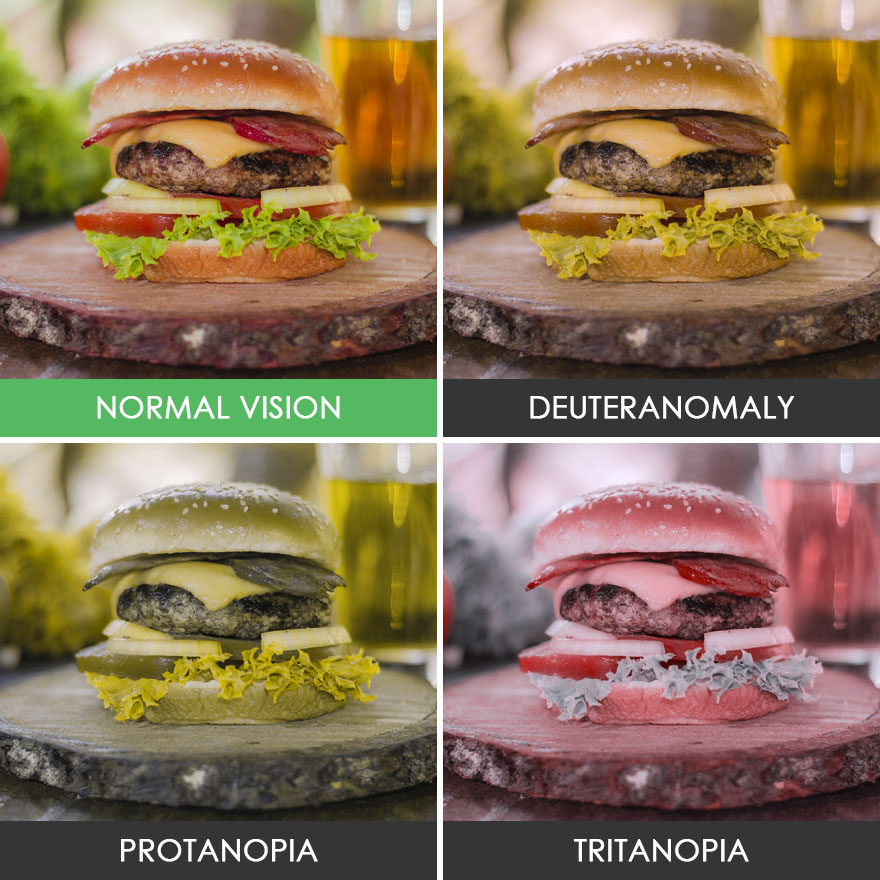 NORMAL VISION
DEUTERANOMALY
PROTANOPIA
TRITANOPIA